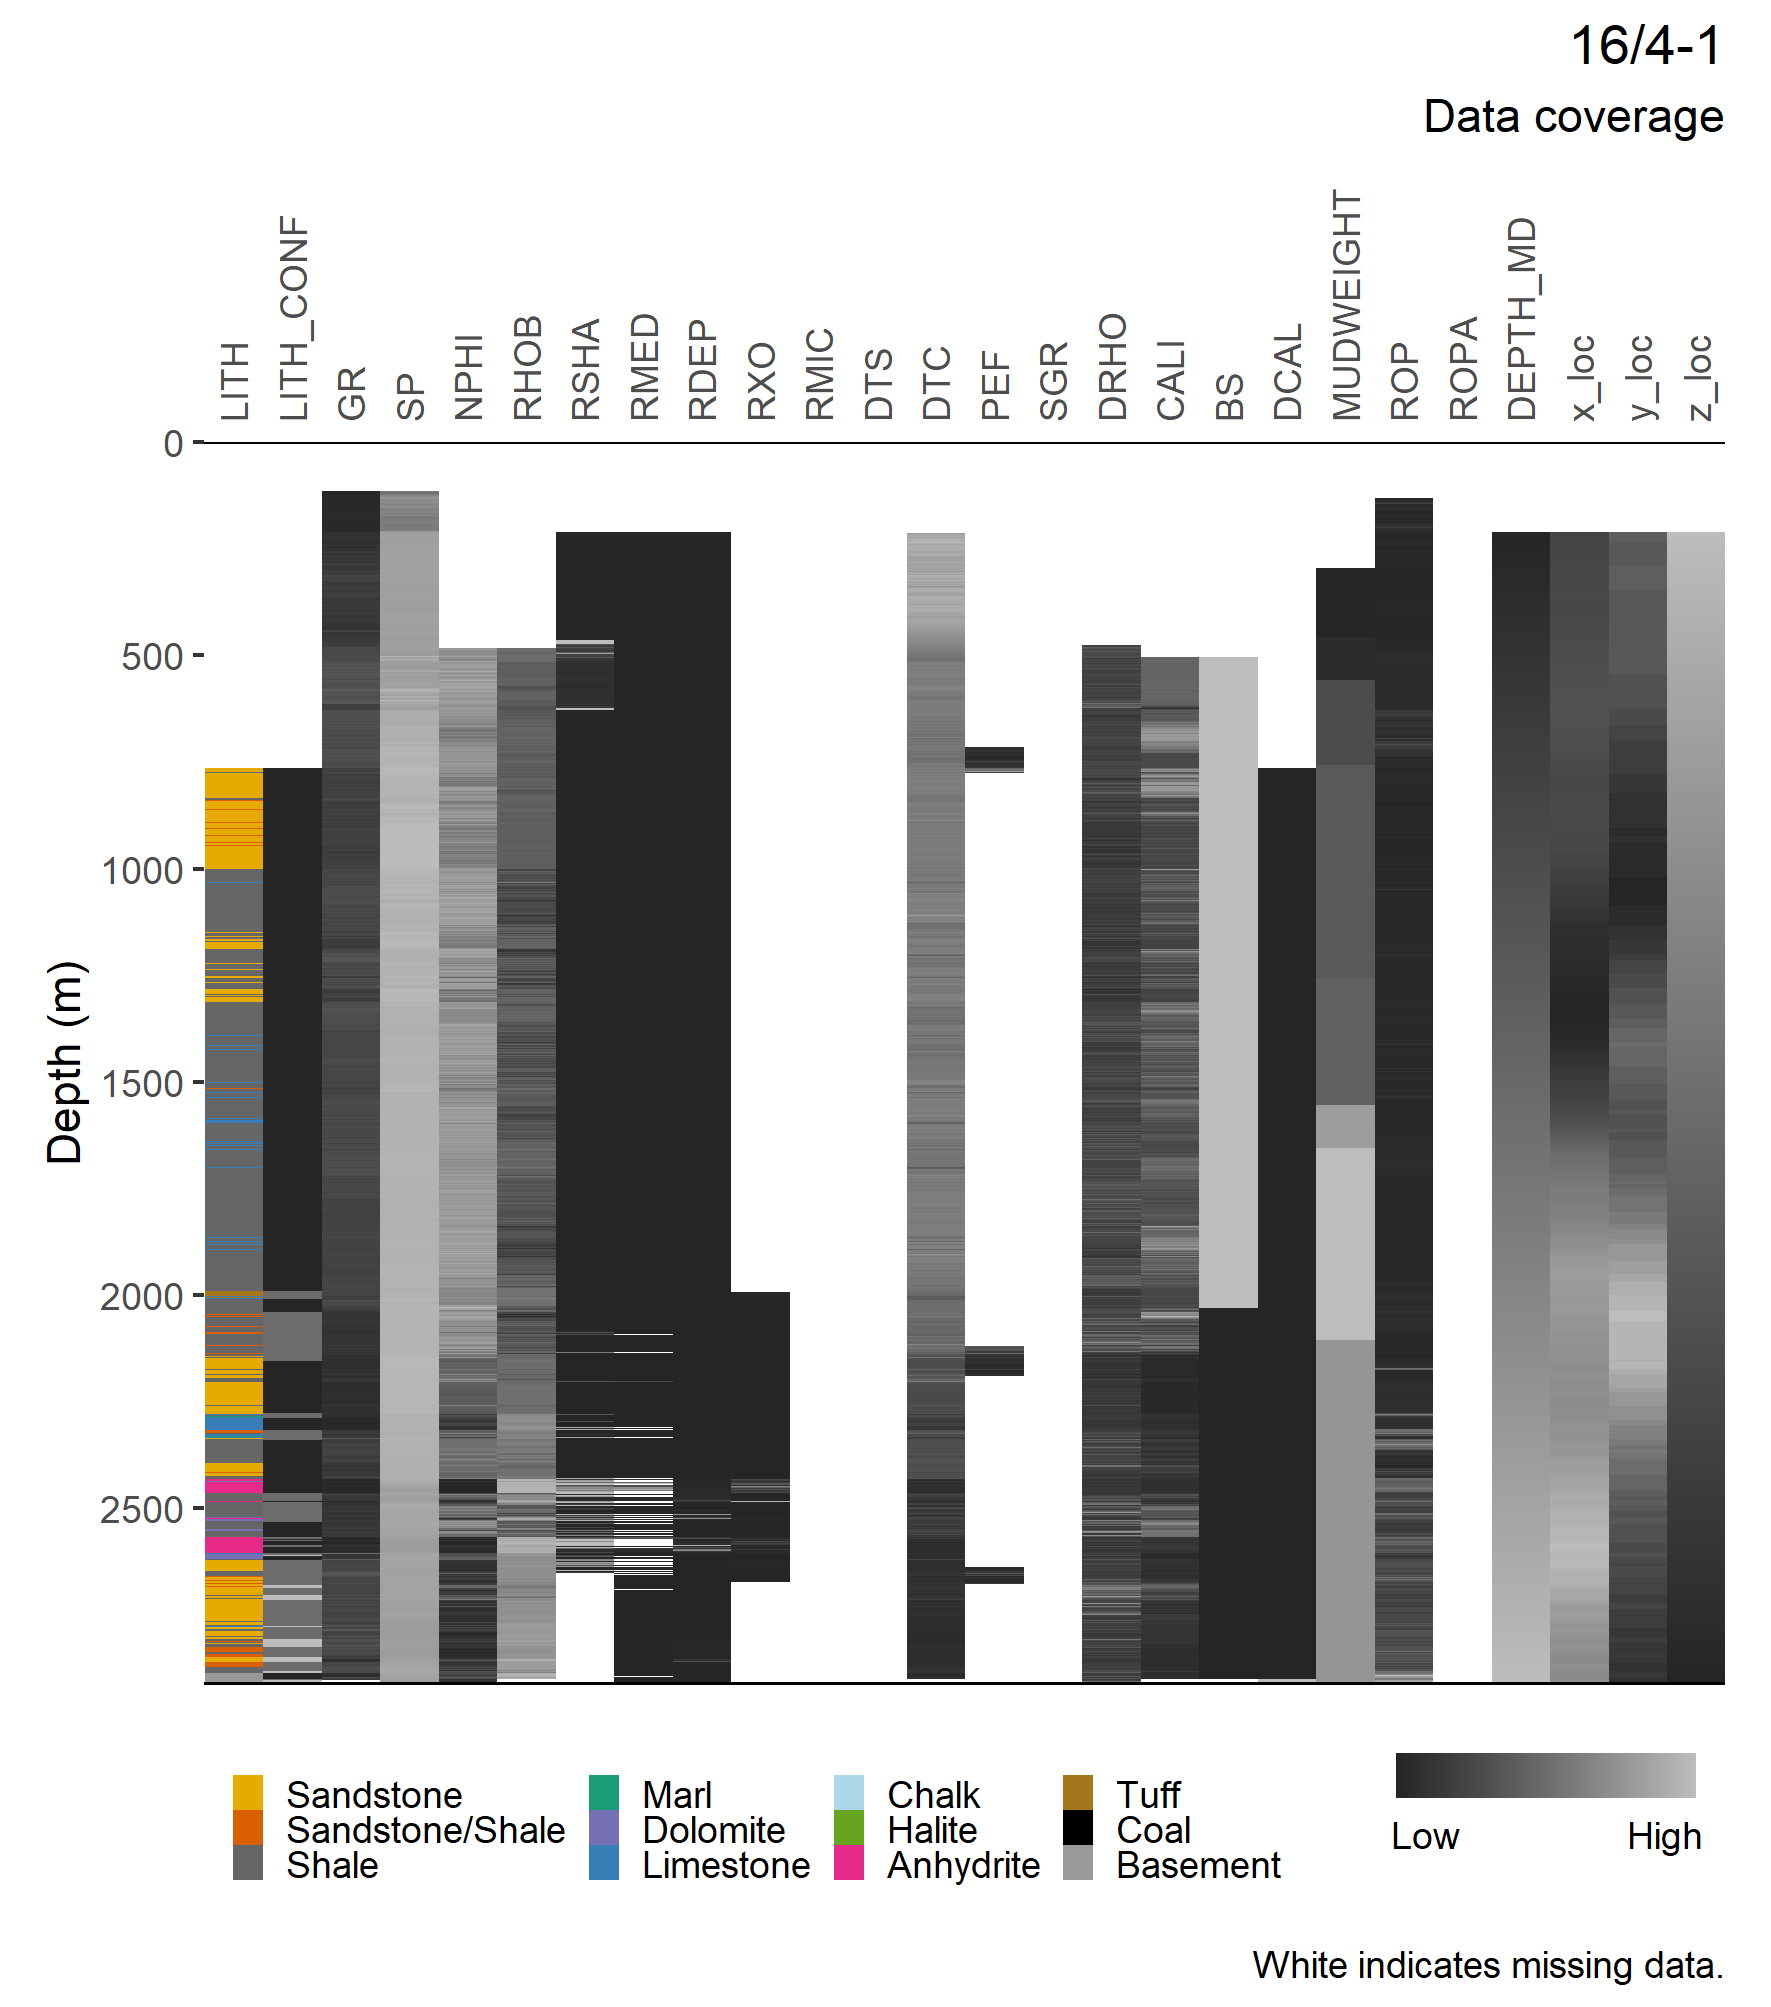 16/4-1
Data coverage
LITH
LITH_CONF
GR
SP
NPHI
RHOB
RSHA
RMED
RDEP
RXO
RMIC
DTS
DTC
PEF
SGR
DRHO
CALI
BS
DCAL
MUDWEIGHT
ROP
ROPA
DEPTH_MD
x_loc
y_loc
z_loc
0
500
1000
1500
2000
2500
Depth (m)
Sandstone
Sandstone/Shale
Shale
Marl
Dolomite
Limestone
Chalk
Halite
Anhydrite
Tuff
Coal
Basement
Low High
White indicates missing data.